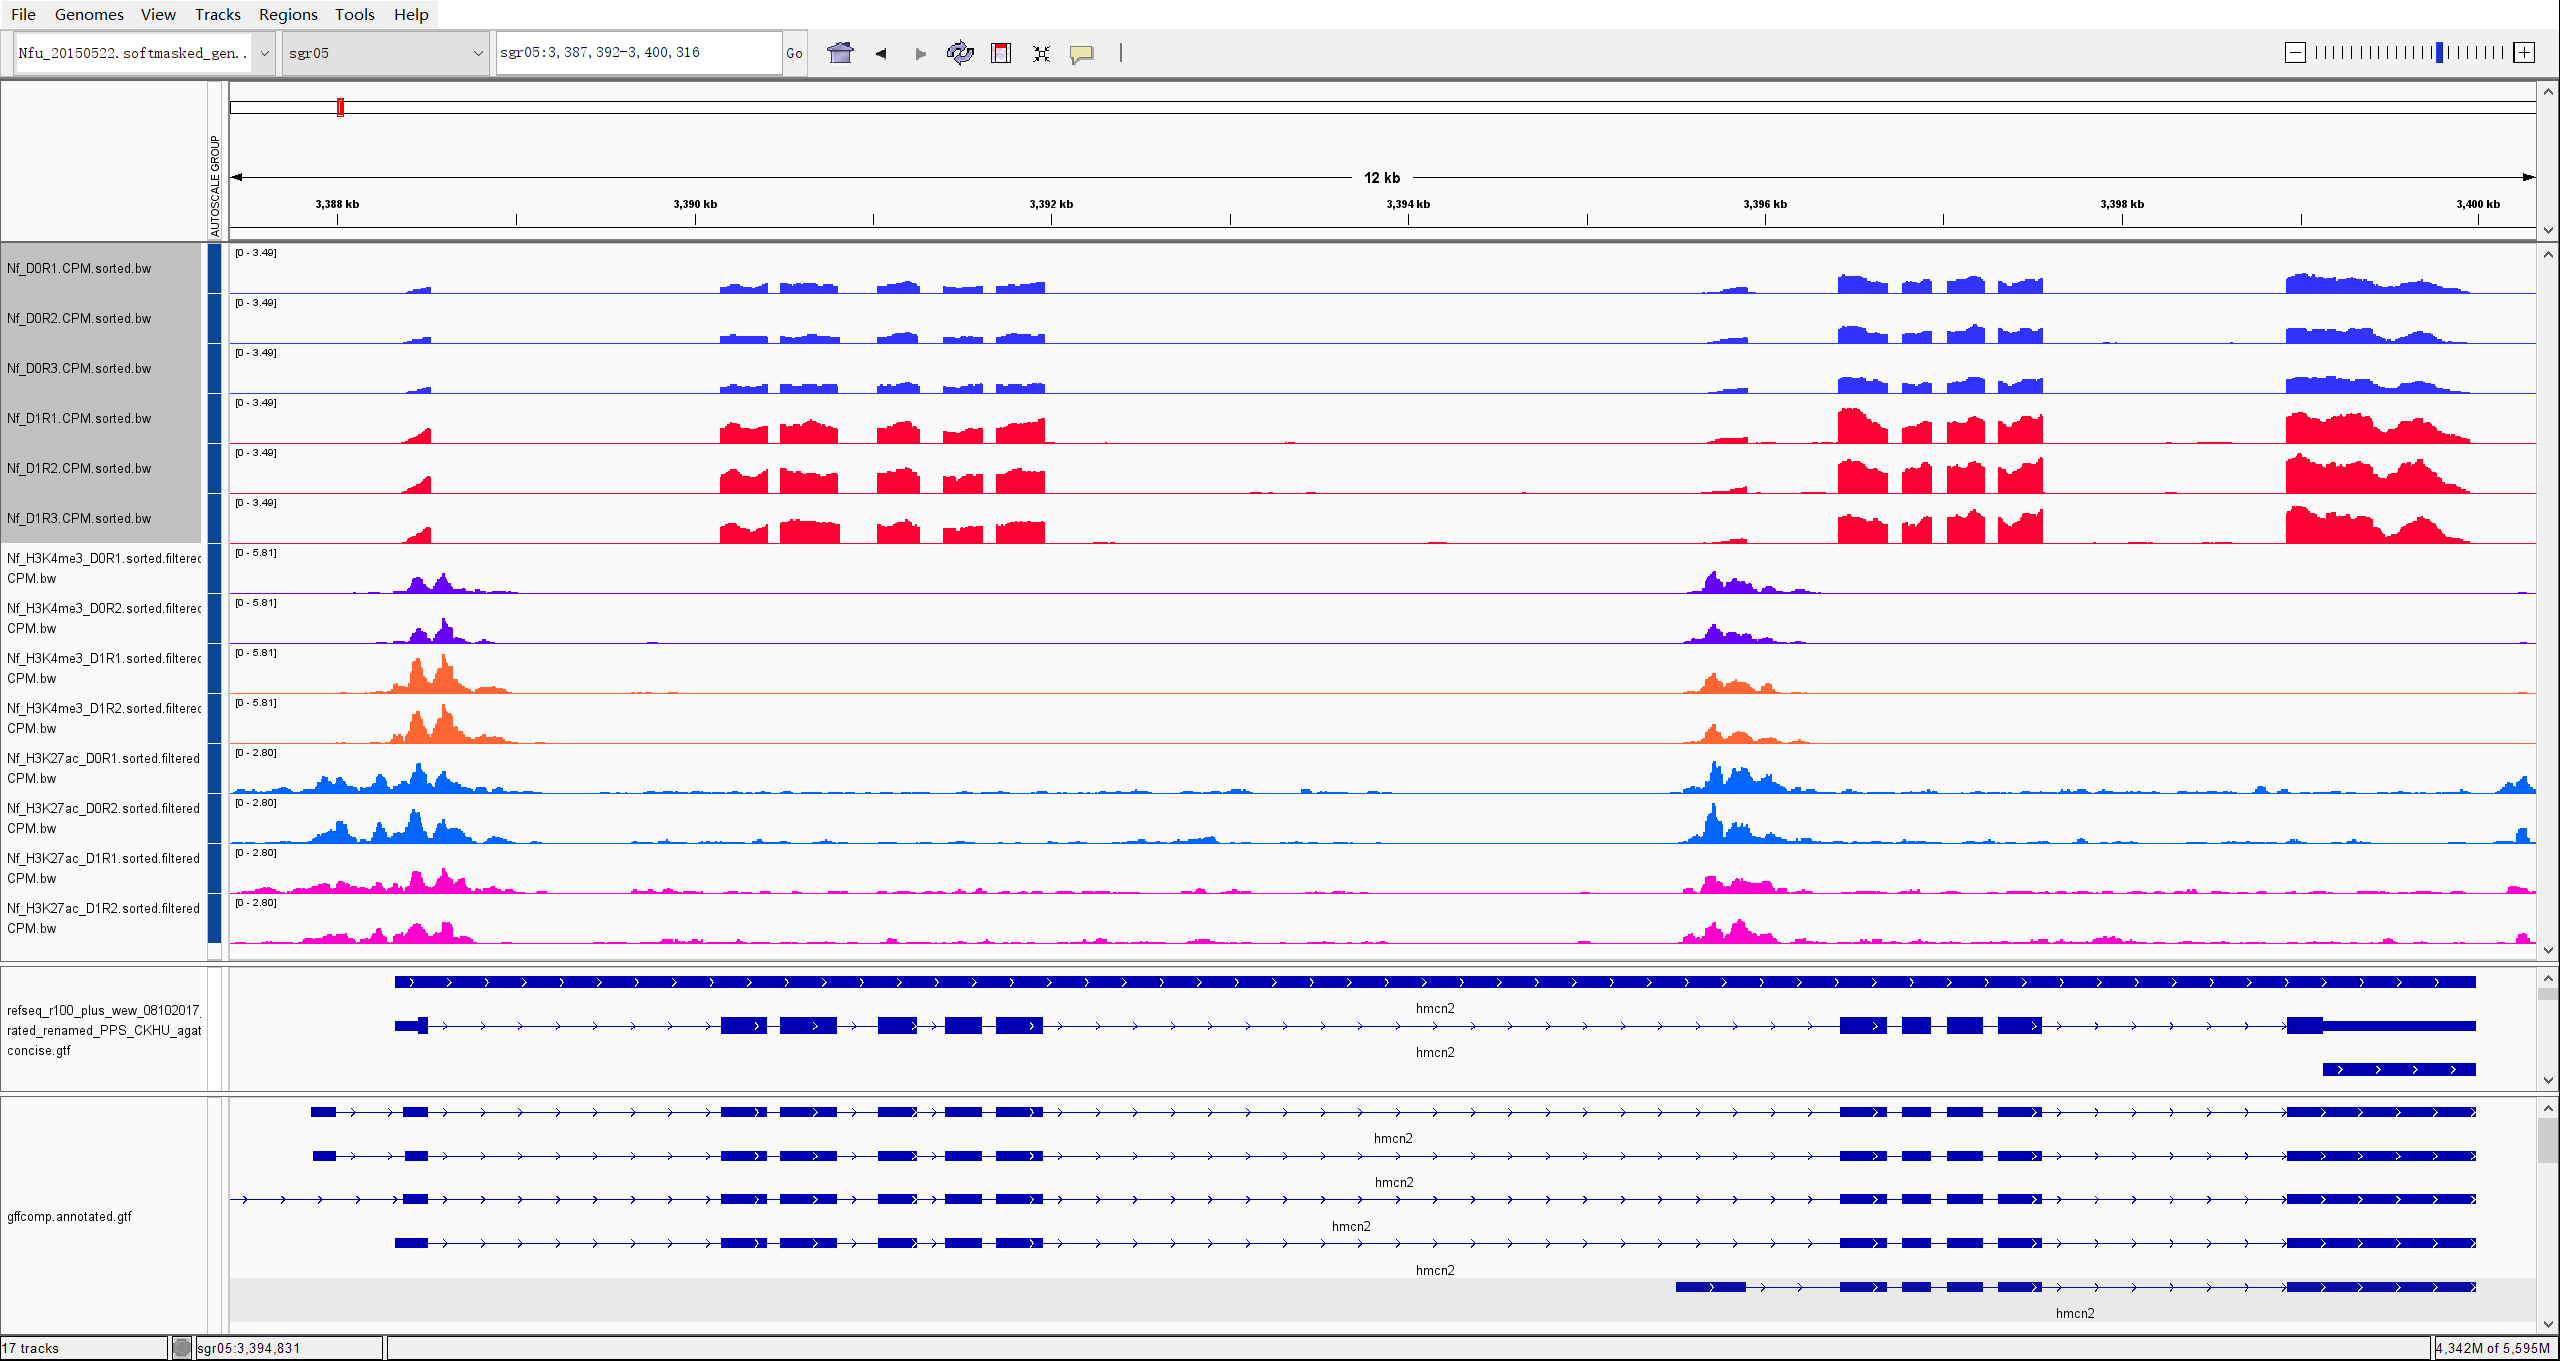 File Genomes View Tracks Regions Tools Help
Nfu_20150522.softmasked_gen.. sgr05 sgr05:3,387,392-3,400,316 Go
AUTOSCALE GROUP
12 kb
3,388 kb 3,390 kb 3,392 kb 3,394 kb 3,396 kb 3,398 kb 3,400 kb
Nf_D0R1.CPM.sorted.bw [0 - 3.49]
Nf_D0R2.CPM.sorted.bw [0 - 3.49]
Nf_D0R3.CPM.sorted.bw [0 - 3.49]
Nf_D1R1.CPM.sorted.bw [0 - 3.49]
Nf_D1R2.CPM.sorted.bw [0 - 3.49]
Nf_D1R3.CPM.sorted.bw [0 - 3.49]
Nf_H3K4me3_D0R1.sorted.filtered [0 - 5.81]
CPM.bw
Nf_H3K4me3_D0R2.sorted.filtered [0 - 5.81]
CPM.bw
Nf_H3K4me3_D1R1.sorted.filtered [0 - 5.81]
CPM.bw
Nf_H3K4me3_D1R2.sorted.filtered [0 - 5.81]
CPM.bw
Nf_H3K27ac_D0R1.sorted.filtered [0 - 2.80]
CPM.bw
Nf_H3K27ac_D0R2.sorted.filtered [0 - 2.80]
CPM.bw
Nf_H3K27ac_D1R1.sorted.filtered [0 - 2.80]
CPM.bw
Nf_H3K27ac_D1R2.sorted.filtered [0 - 2.80]
CPM.bw
refseq_r100_plus_wew_08102017_
rated_renamed_PPS_CKHU_agat
concise.gtf
hmcn2
hmcn2
gffcomp.annotated.gtf
hmcn2
hmcn2
hmcn2
hmcn2
hmcn2
17 tracks sgr05:3,394,831 4,342M of 5,595M